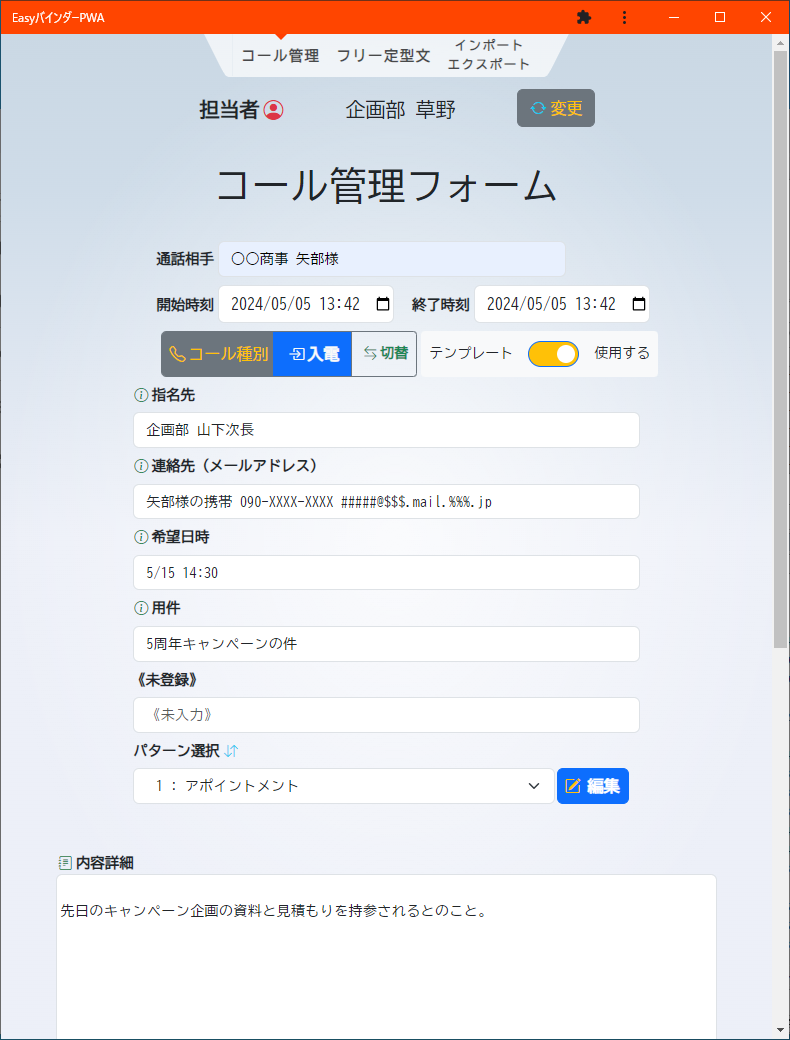 EasyバインダーPWA
コール管理 フリー定型文 インポート
エクスポート
担当者 企画部 草野 変更
コール管理フォーム
通話相手 〇〇商事 矢部様
開始時刻 2024/05/05 13:42 終了時刻 2024/05/05 13:42
コール種別 入電 切替 テンプレート 使用する
指名先
企画部 山下次長
連絡先（メールアドレス）
矢部様の携帯 090-XXXX-XXXX #####@$$$.mail.%%%.jp
希望日時
5/15 14:30
用件
5周年キャンペーンの件
《未登録》
《未入力》
パターン選択
1 : アポイントメント 編集
内容詳細
先日のキャンペーン企画の資料と見積もりを持参されるとのこと。